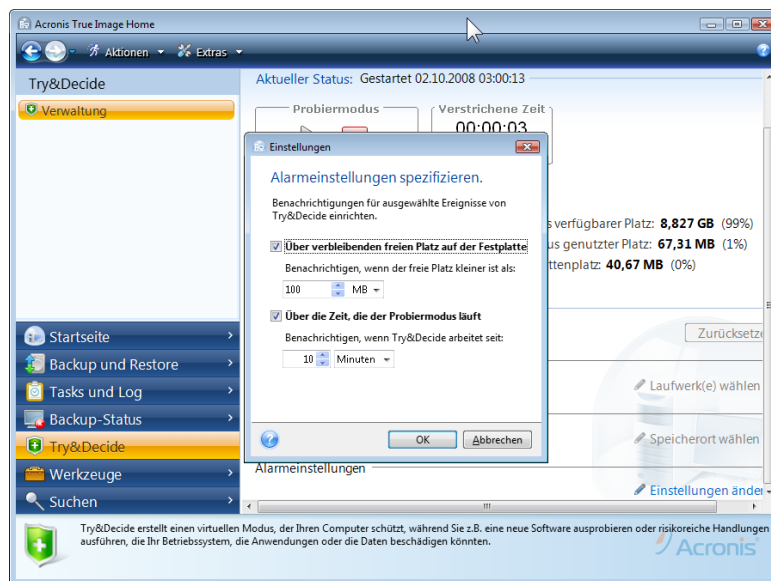 Acronis True Image Home
Aktionen
Extras
Try&Decide
Verwaltung
Startseite
Backup und Restore
Tasks und Log
Backup-Status
Try&Decide
Werkzeuge
Suchen
Aktueller Status: Gestartet 02.10.2008 03:00:13
Probiermodus
Verstrichene Zeit
00:00:03
s verfügbarer Platz: 8,827 GB (99%)
us genutzter Platz: 67,31 MB (1%)
ttenplatz: 40,67 MB (0%)
Zurücksetze
Laufwerk(e) wählen
Speicherort wählen
Alarmeinstellungen
Einstellungen änder
Einstellungen
Alarmeinstellungen spezifizieren.
Benachrichtigungen für ausgewählte Ereignisse von
Try&Decide einrichten.
Über verbleibenden freien Platz auf der Festplatte
Benachrichtigen, wenn der freie Platz kleiner ist als:
100 MB
Über die Zeit, die der Probiermodus läuft
Benachrichtigen, wenn Try&Decide arbeitet seit:
10 Minuten
OK
Abbrechen
Try&Decide erstellt einen virtuellen Modus, der Ihren Computer schützt, während Sie z.B. eine neue Software ausprobieren oder risikoreiche Handlungen
ausführen, die Ihr Betriebssystem, die Anwendungen oder die Daten beschädigen könnten.
Acronis